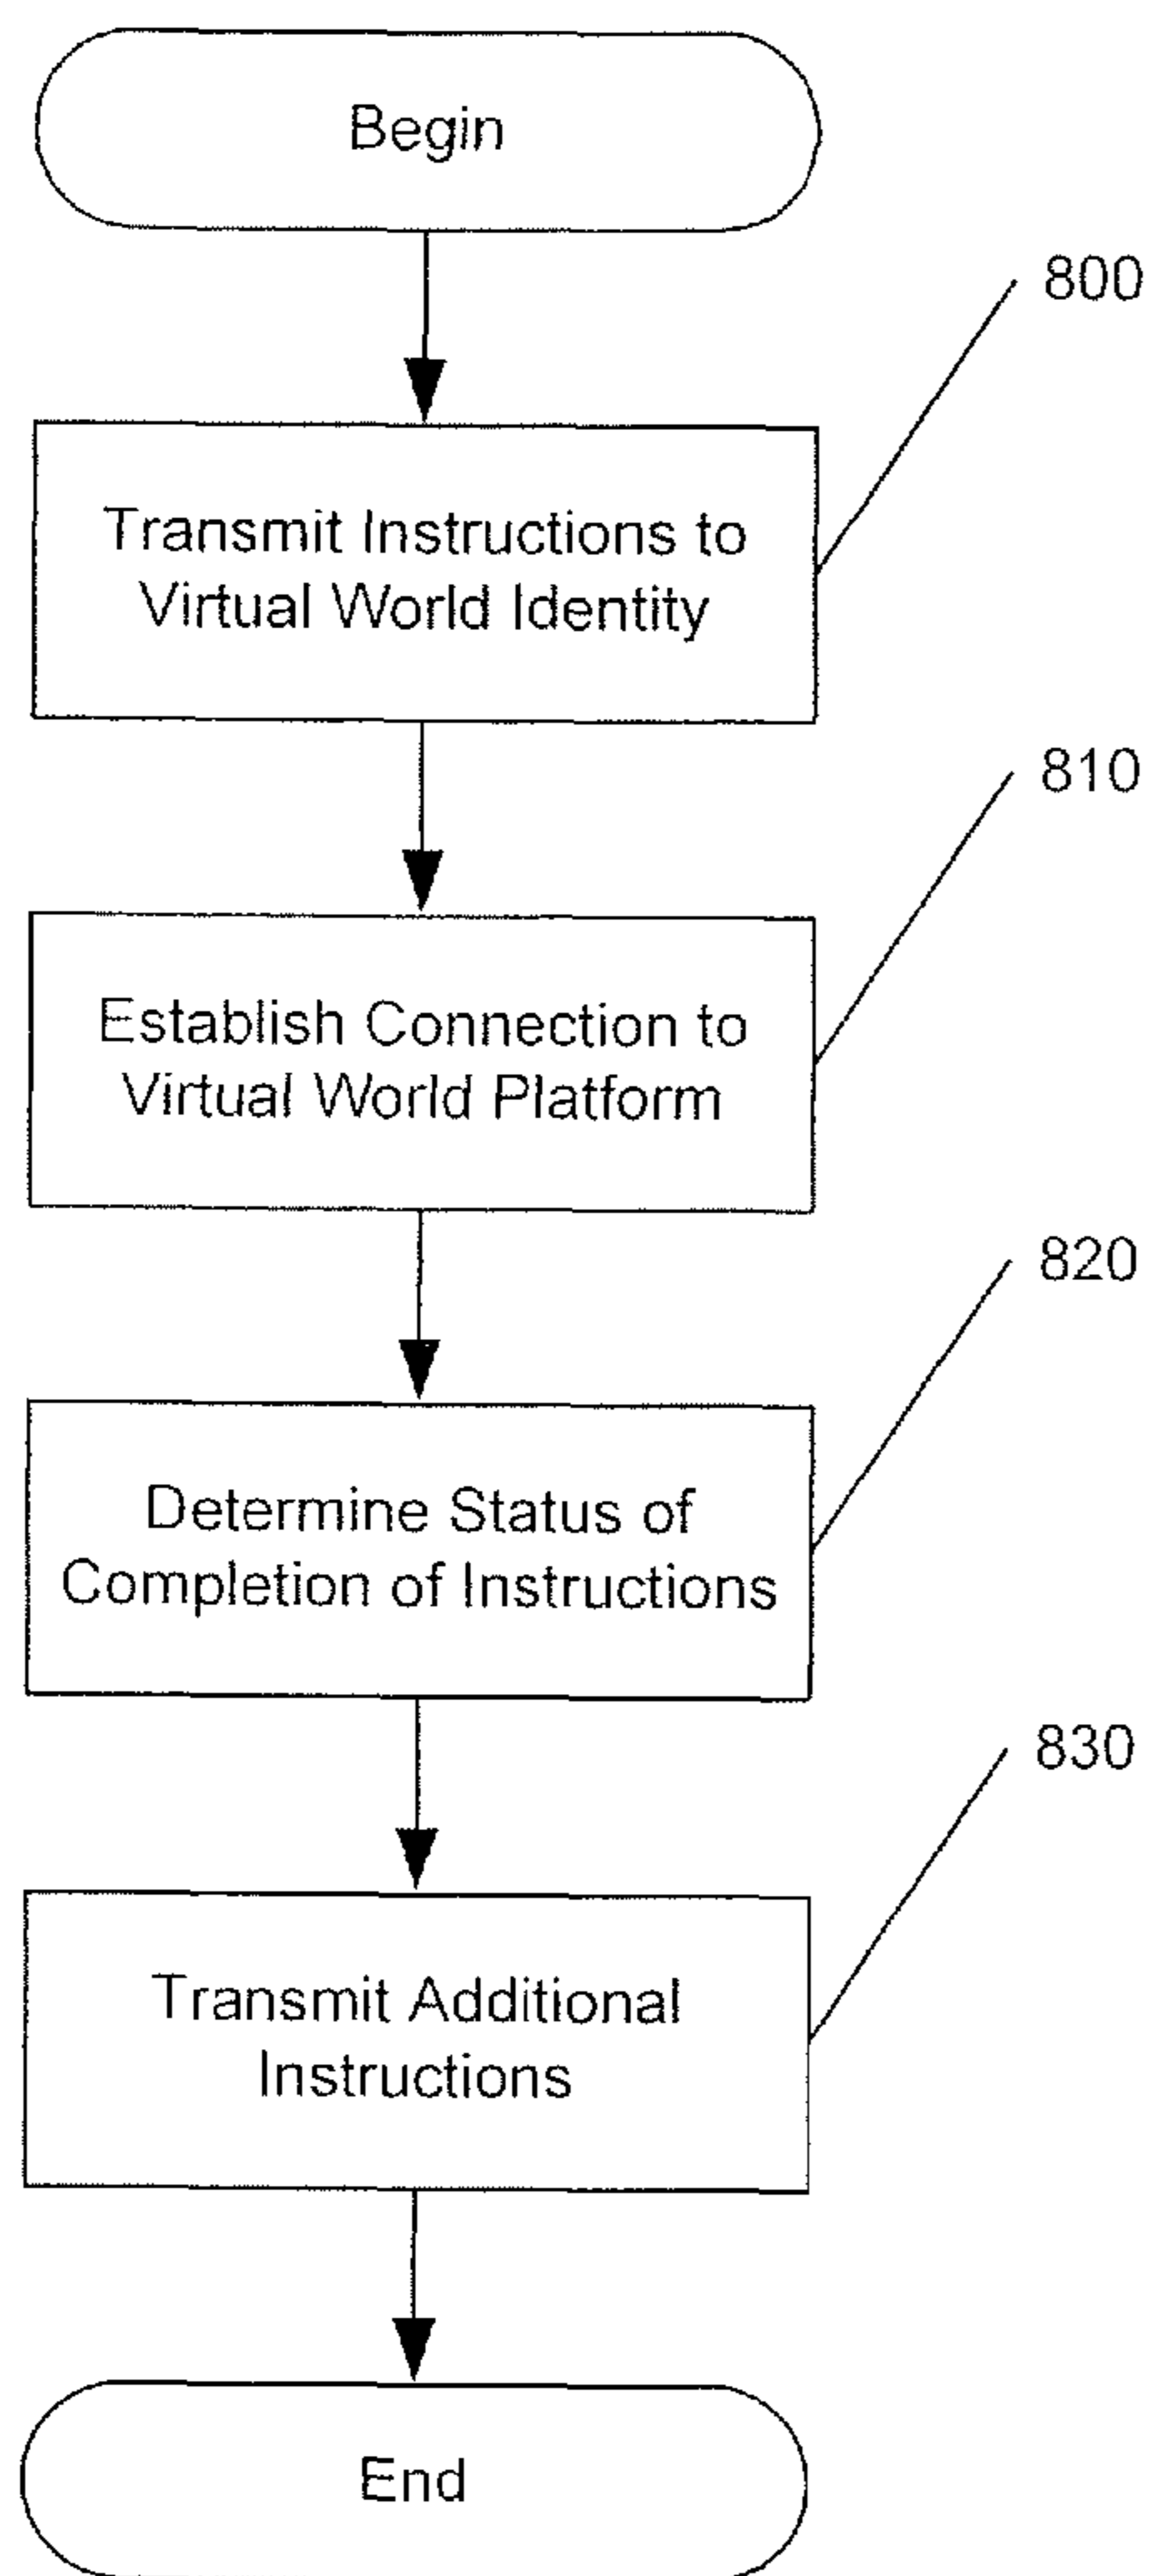 Begin
800
Transmit Instructions to
Virtual World Identity
810
Establish Connection to
Virtual World Platform
820
Determine Status of
Completion of Instructions
830
Transmit Additional
Instructions
End